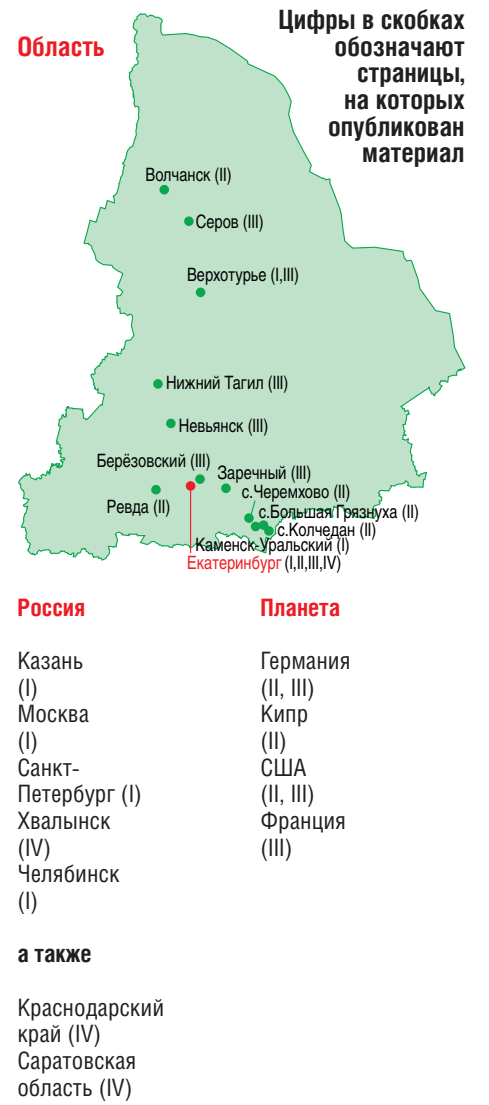 Область
Цифры в скобках
обозначают
страницы,
на которых
опубликован
материал
Волчанск (II)
Серов (III)
Верхотурье (I,III)
Нижний Тагил (III)
Невьянск (III)
Берёзовский (III)
Заречный (III)
с.Черемхово (II)
Ревда (II)
с.Большая Грязнуха (II)
с.Колчедан (II)
Каменск-Уральский (I)
Екатеринбург (I,II,III,IV)
Россия
Казань
(I)
Москва
(I)
Санкт-
Петербург (I)
Хвалынск
(IV)
Челябинск
(I)
а также
Краснодарский
край (IV)
Саратовская
область (IV)
Планета
Германия
(II, III)
Кипр
(II)
США
(II, III)
Франция
(III)